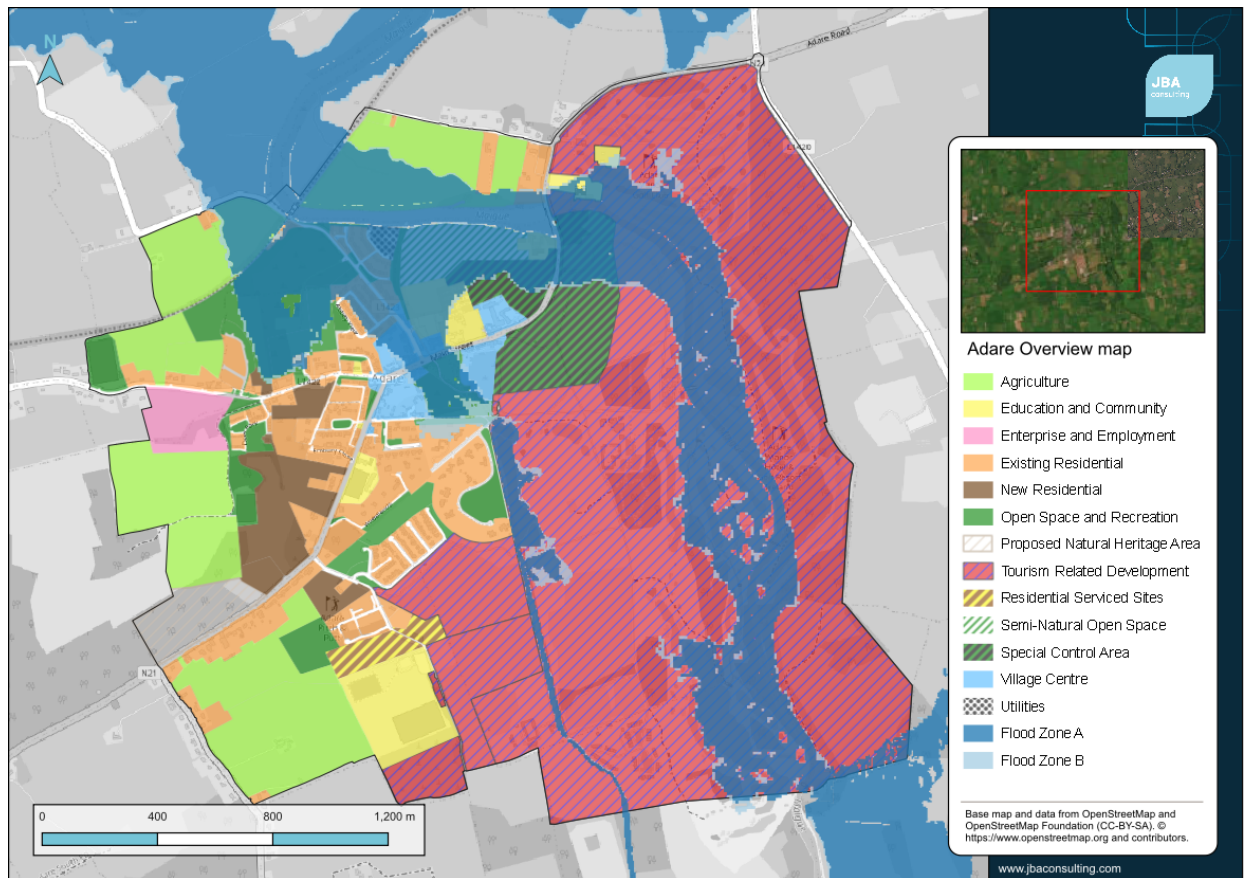 N
Adare Road
N21
L1420
JBA
consulting
Adare
N21
Adare Overview map
Agriculture
Education and Community
Enterprise and Employment
Existing Residential
New Residential
Open Space and Recreation
Proposed Natural Heritage Area
Tourism Related Development
Residential Serviced Sites
Semi-Natural Open Space
Special Control Area
Village Centre
Utilities
Flood Zone A
Flood Zone B
0 400 800 1,200 m
Base map and data from OpenStreetMap and
OpenStreetMap Foundation (CC-BY-SA). ©
https://www.openstreetmap.org and contributors.
www.jbaconsulting.com